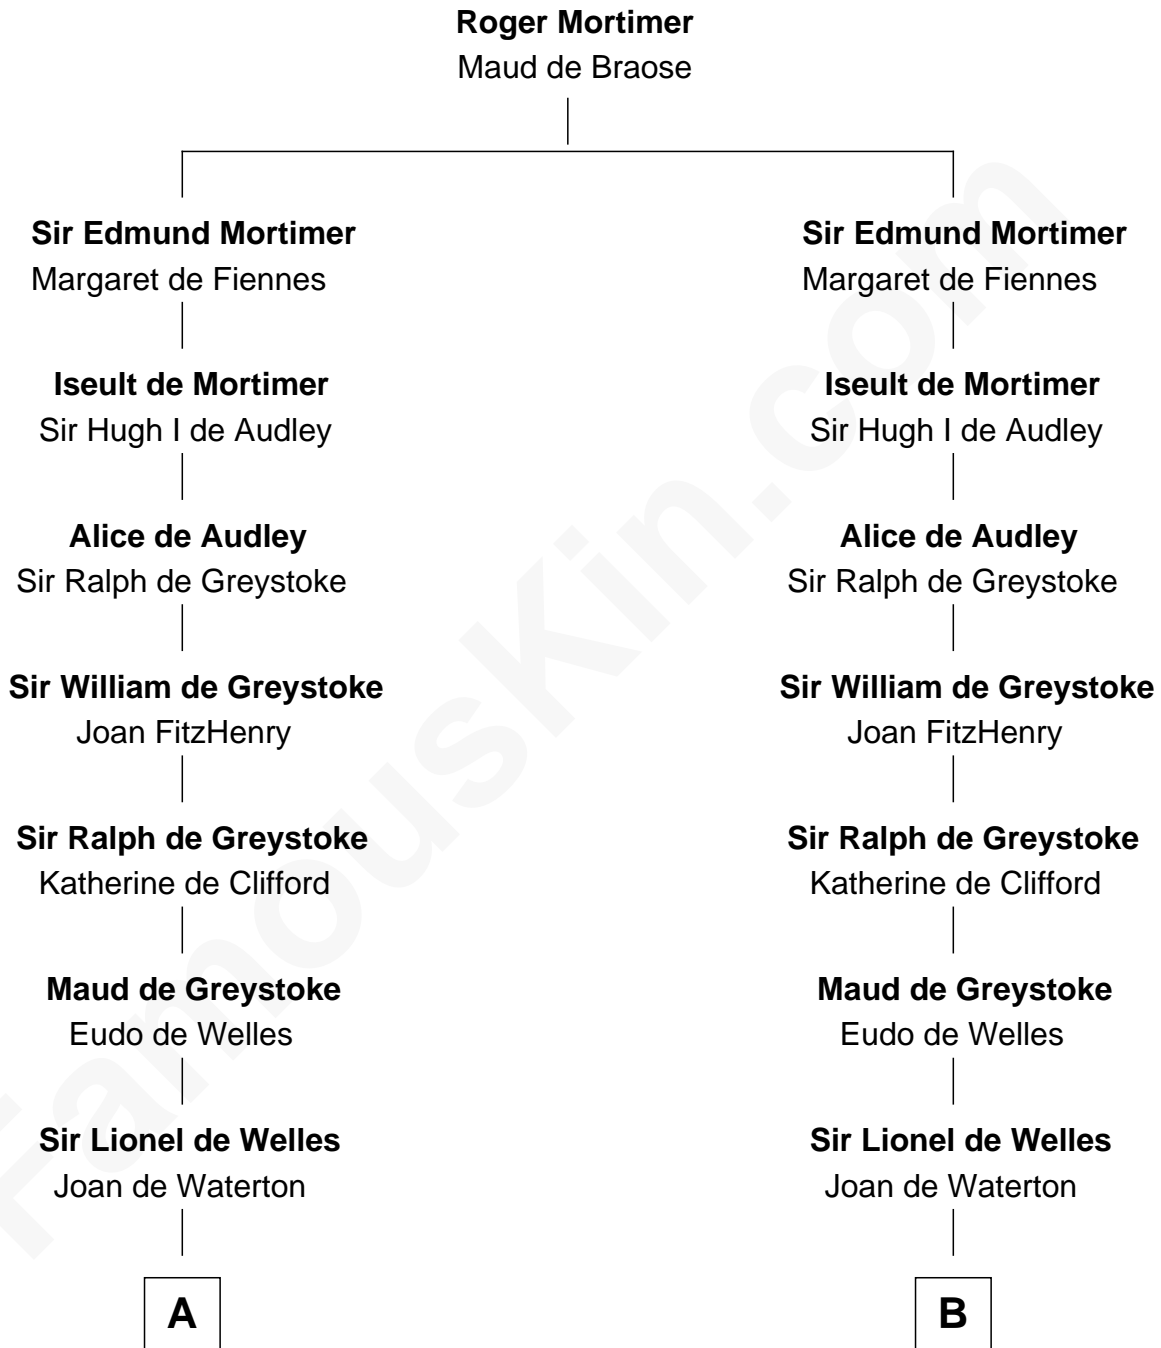 Roger Mortimer
Maud de Braose
Sir Edmund Mortimer
Margaret de Fiennes
Iseult de Mortimer
Sir Hugh I de Audley
Alice de Audley
Sir Ralph de Greystoke
Sir William de Greystoke
Joan FitzHenry
Sir Ralph de Greystoke
Katherine de Clifford
Maud de Greystoke
Eudo de Welles
Sir Lionel de Welles
Joan de Waterton
A
Sir Edmund Mortimer
Margaret de Fiennes
Iseult de Mortimer
Sir Hugh I de Audley
Alice de Audley
Sir Ralph de Greystoke
Sir William de Greystoke
Joan FitzHenry
Sir Ralph de Greystoke
Katherine de Clifford
Maud de Greystoke
Eudo de Welles
Sir Lionel de Welles
Joan de Waterton
B
FamousKin.com